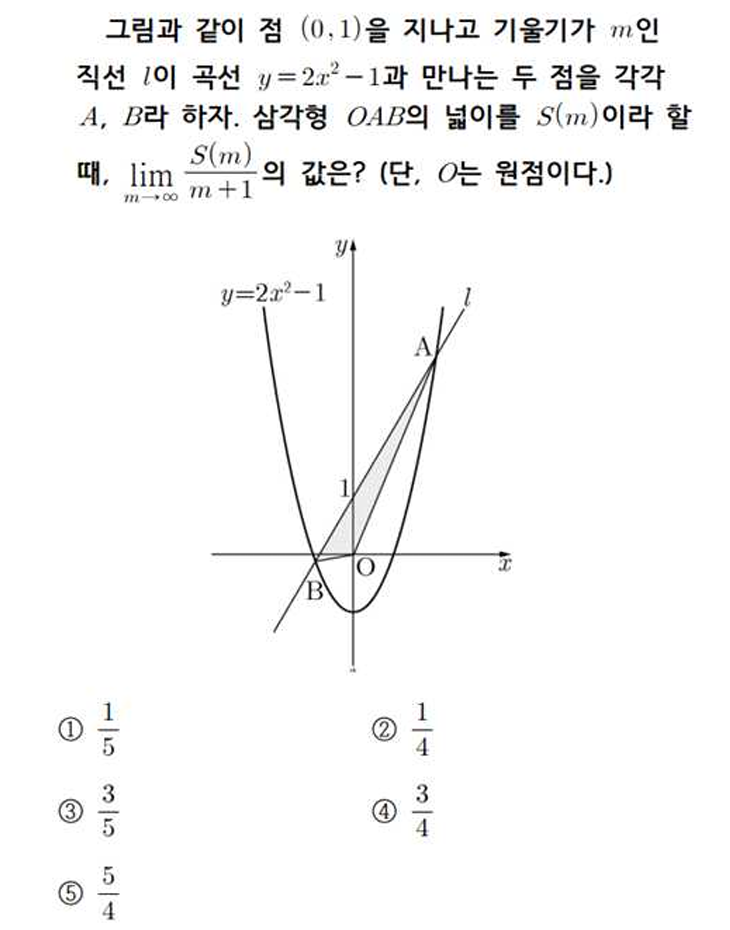 그림과 같이 점 (0, 1)을 지나고 기울기가 m인
직선 l이 곡선 y=2x²-1과 만나는 두 점을 각각
A, B라 하자. 삼각형 OAB의 넓이를 S(m)이라 할
때, lim_{m→∞} S(m)/(m+1) 의 값은? (단, O는 원점이다.)
y
y=2x²-1
l
A
1
O
x
B
① 1/5 ② 1/4
③ 3/5 ④ 3/4
⑤ 5/4